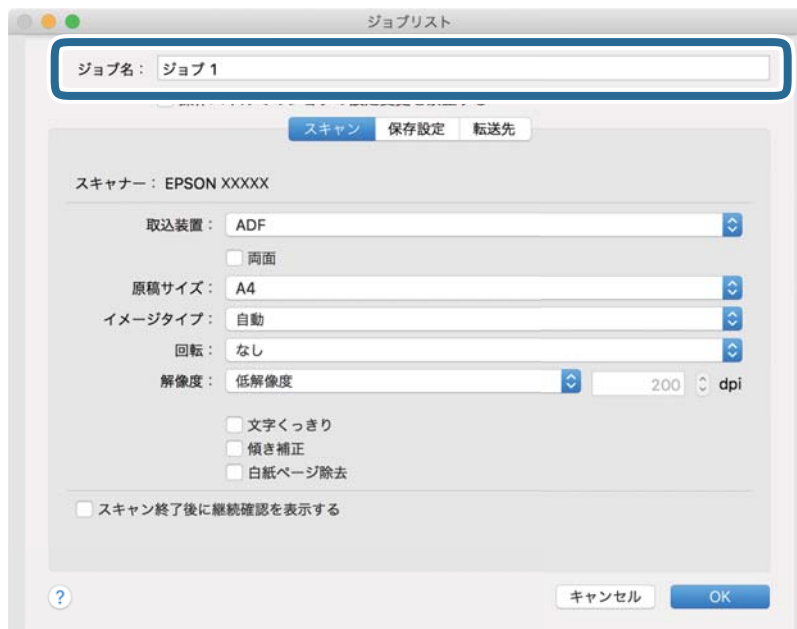 ジョブリスト
ジョブ名： ジョブ 1
スキャン 保存設定 転送先
スキャナー： EPSON XXXXX
取込装置： ADF
両面
原稿サイズ： A4
イメージタイプ： 自動
回転： なし
解像度： 低解像度 200 dpi
文字くっきり
傾き補正
白紙ページ除去
スキャン終了後に継続確認を表示する
? キャンセル OK